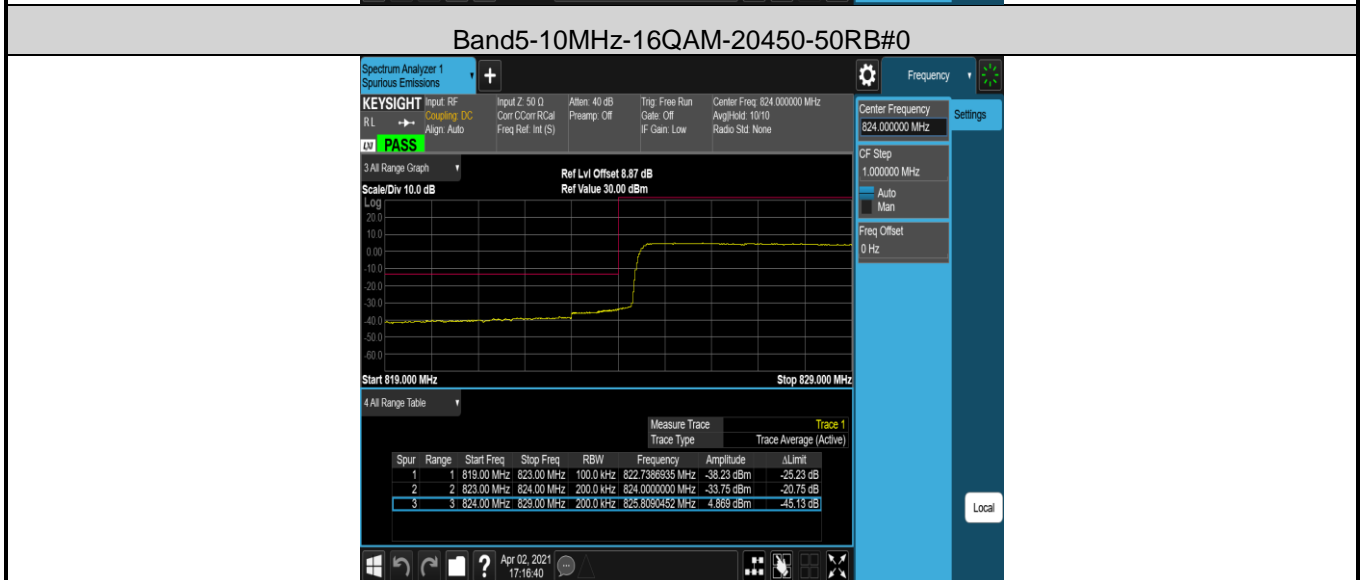 Band5-10MHz-16QAM-20450-50RB#0
Spectrum Analyzer 1
Spurious Emissions
+
Frequency
KEYSIGHT Input: RF Input Z: 50 Ω Atten: 40 dB Trig: Free Run Center Freq: 824.000000 MHz
RL Coupling: DC Corr CCorr RCal Preamp: Off Gate: Off Avg|Hold: 10/10
Align: Auto Freq Ref: Int (S) IF Gain: Low Radio Std: None
LXI PASS
Center Frequency
824.000000 MHz
Settings
CF Step
1.000000 MHz
Auto
Man
Freq Offset
0 Hz
3 All Range Graph
Ref Lvl Offset 8.87 dB
Scale/Div 10.0 dB Ref Value 30.00 dBm
Log
20.0
10.0
0.00
-10.0
-20.0
-30.0
-40.0
-50.0
-60.0
Start 819.000 MHz Stop 829.000 MHz
4 All Range Table
Measure Trace Trace 1
Trace Type Trace Average (Active)
Spur Range Start Freq Stop Freq RBW Frequency Amplitude ΔLimit
1 1 819.00 MHz 823.00 MHz 100.0 kHz 822.7386935 MHz -38.23 dBm -25.23 dB
2 2 823.00 MHz 824.00 MHz 200.0 kHz 824.0000000 MHz -33.75 dBm -20.75 dB
3 3 824.00 MHz 829.00 MHz 200.0 kHz 825.8090452 MHz 4.869 dBm -45.13 dB
Local
? Apr 02, 2021
17:16:40